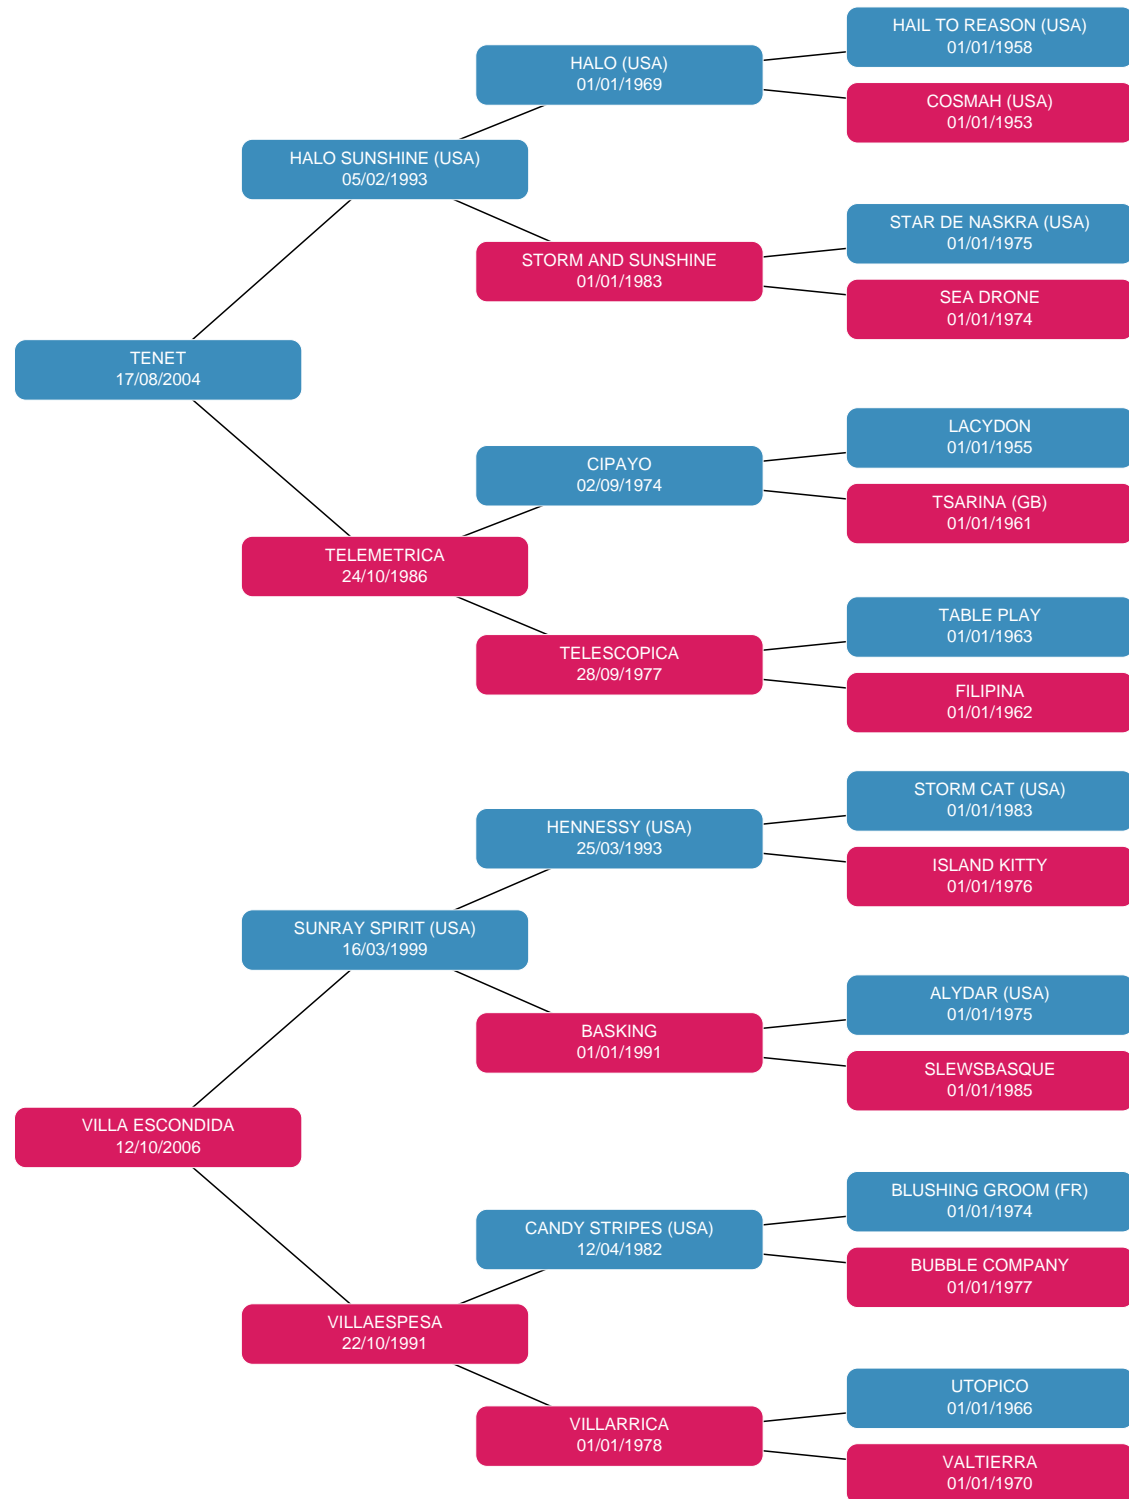 HAIL TO REASON (USA)
01/01/1958
HALO (USA)
01/01/1969
COSMAH (USA)
01/01/1953
HALO SUNSHINE (USA)
05/02/1993
STAR DE NASKRA (USA)
01/01/1975
STORM AND SUNSHINE
01/01/1983
SEA DRONE
01/01/1974
TENET
17/08/2004
LACYDON
01/01/1955
CIPAYO
02/09/1974
TSARINA (GB)
01/01/1961
TELEMETRICA
24/10/1986
TABLE PLAY
01/01/1963
TELESCOPICA
28/09/1977
FILIPINA
01/01/1962
STORM CAT (USA)
01/01/1983
HENNESSY (USA)
25/03/1993
ISLAND KITTY
01/01/1976
SUNRAY SPIRIT (USA)
16/03/1999
ALYDAR (USA)
01/01/1975
BASKING
01/01/1991
SLEWSBASQUE
01/01/1985
VILLA ESCONDIDA
12/10/2006
BLUSHING GROOM (FR)
01/01/1974
CANDY STRIPES (USA)
12/04/1982
BUBBLE COMPANY
01/01/1977
VILLAESPESA
22/10/1991
UTOPICO
01/01/1966
VILLARRICA
01/01/1978
VALTIERRA
01/01/1970